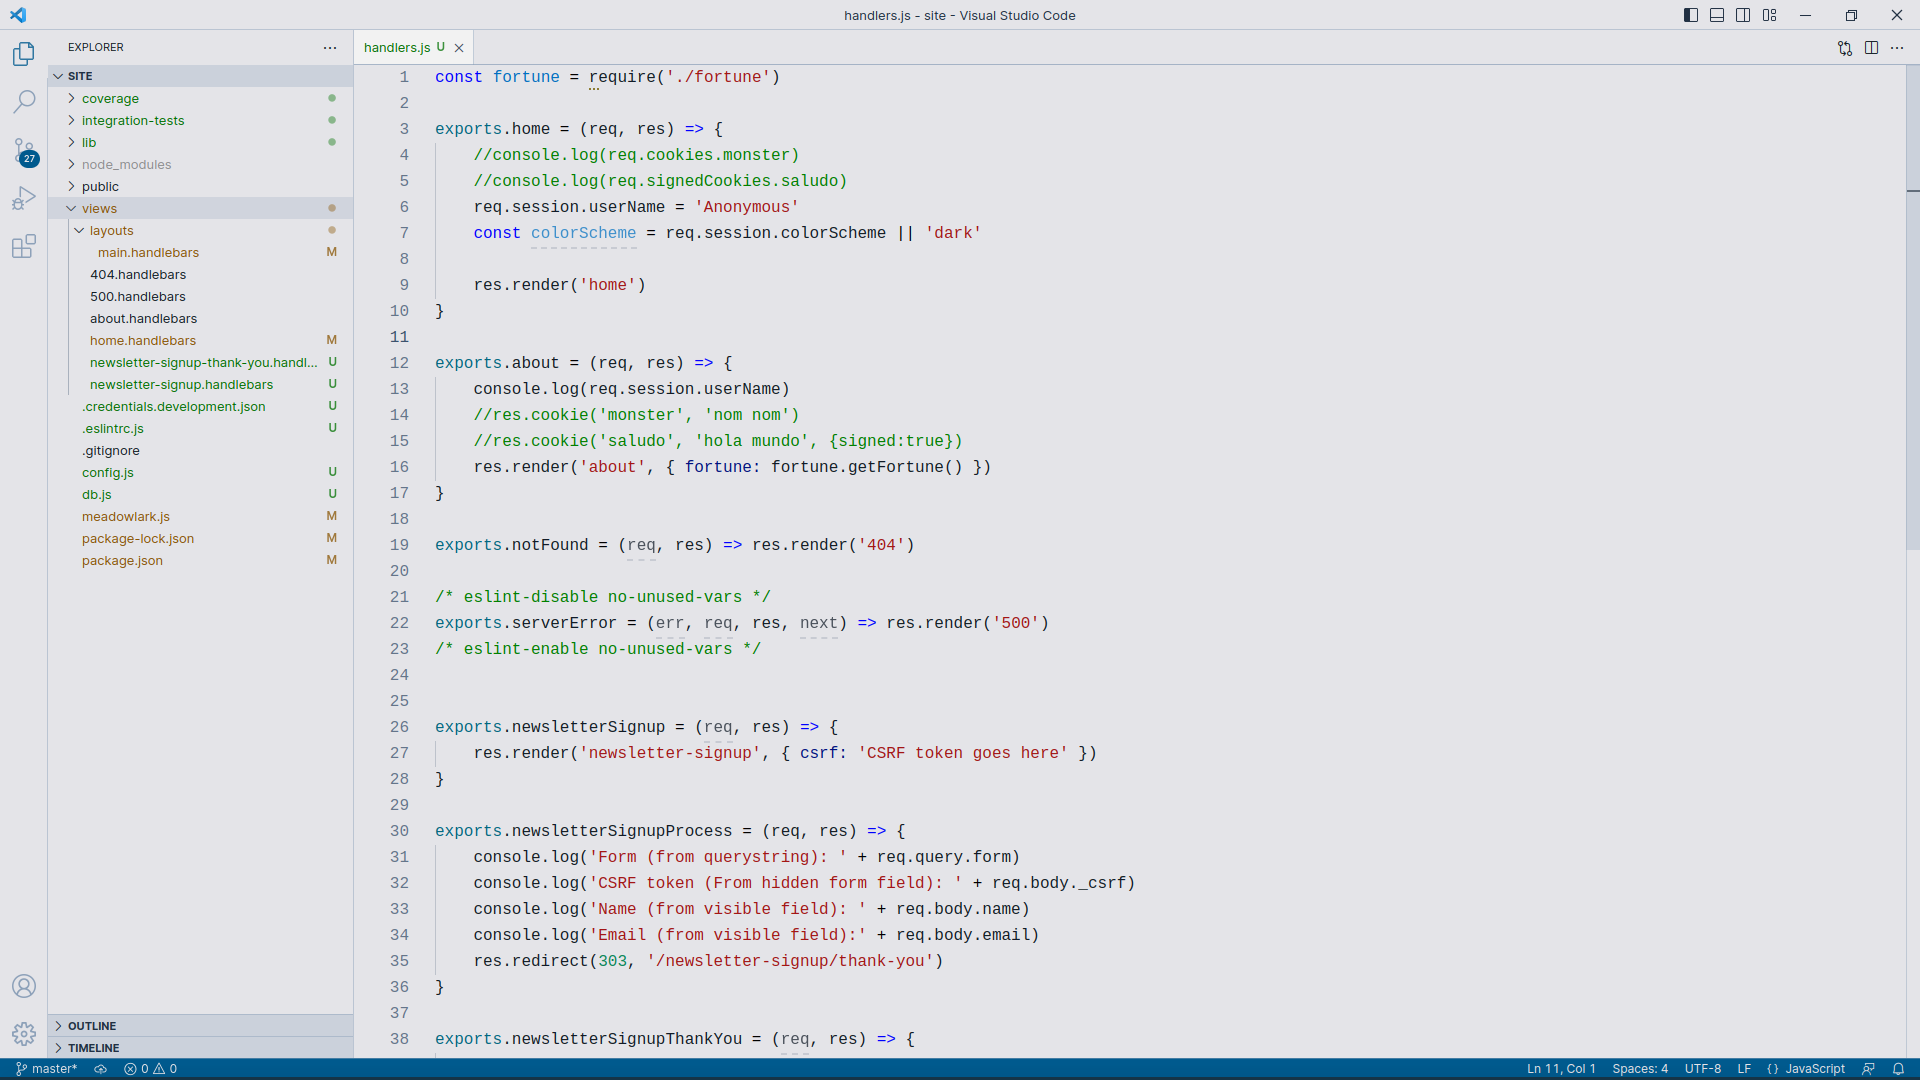 handlers.js - site - Visual Studio Code
EXPLORER
SITE
coverage
integration-tests
lib
node_modules
public
views
layouts
main.handlebars M
404.handlebars
500.handlebars
about.handlebars
home.handlebars M
newsletter-signup-thank-you.handl... U
newsletter-signup.handlebars U
.credentials.development.json U
.eslintrc.js U
.gitignore
config.js U
db.js U
meadowlark.js M
package-lock.json M
package.json M
OUTLINE
TIMELINE
27
handlers.js U
1 const fortune = require('./fortune')
2
3 exports.home = (req, res) => {
4     //console.log(req.cookies.monster)
5     //console.log(req.signedCookies.saludo)
6     req.session.userName = 'Anonymous'
7     const colorScheme = req.session.colorScheme || 'dark'
8
9     res.render('home')
10 }
11
12 exports.about = (req, res) => {
13     console.log(req.session.userName)
14     //res.cookie('monster', 'nom nom')
15     //res.cookie('saludo', 'hola mundo', {signed:true})
16     res.render('about', { fortune: fortune.getFortune() })
17 }
18
19 exports.notFound = (req, res) => res.render('404')
20
21 /* eslint-disable no-unused-vars */
22 exports.serverError = (err, req, res, next) => res.render('500')
23 /* eslint-enable no-unused-vars */
24
25
26 exports.newsletterSignup = (req, res) => {
27     res.render('newsletter-signup', { csrf: 'CSRF token goes here' })
28 }
29
30 exports.newsletterSignupProcess = (req, res) => {
31     console.log('Form (from querystring): ' + req.query.form)
32     console.log('CSRF token (From hidden form field): ' + req.body._csrf)
33     console.log('Name (from visible field): ' + req.body.name)
34     console.log('Email (from visible field):' + req.body.email)
35     res.redirect(303, '/newsletter-signup/thank-you')
36 }
37
38 exports.newsletterSignupThankYou = (req, res) => {
master* 0 0 Ln 11, Col 1 Spaces: 4 UTF-8 LF {} JavaScript